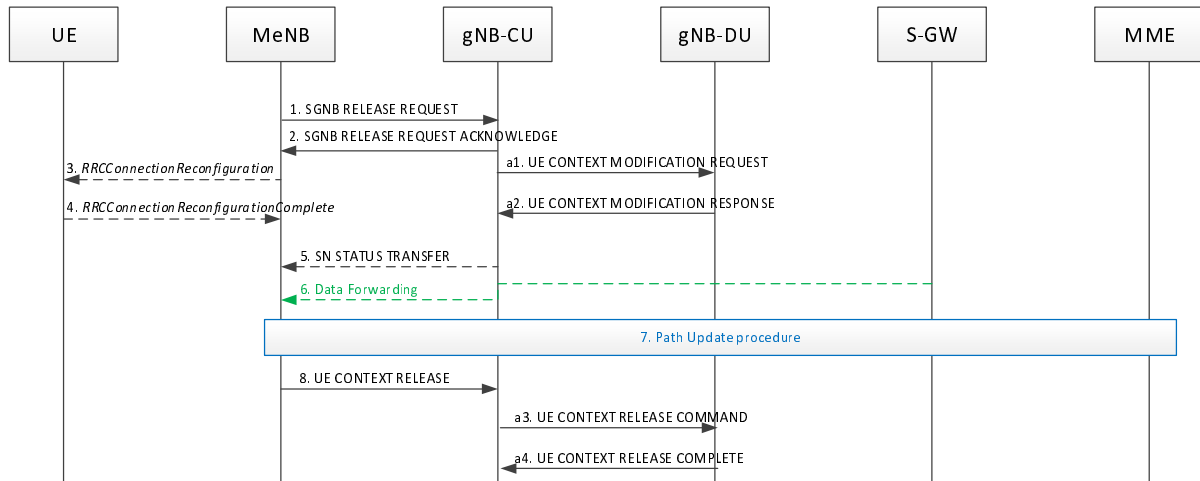 UE
MeNB
gNB-CU
gNB-DU
S-GW
MME
1. SGNB RELEASE REQUEST
2. SGNB RELEASE REQUEST ACKNOWLEDGE
a1. UE CONTEXT MODIFICATION REQUEST
3. RRCConnectionReconfiguration
a2. UE CONTEXT MODIFICATION RESPONSE
4. RRCConnectionReconfigurationComplete
5. SN STATUS TRANSFER
6. Data Forwarding
7. Path Update procedure
8. UE CONTEXT RELEASE
a3. UE CONTEXT RELEASE COMMAND
a4. UE CONTEXT RELEASE COMPLETE